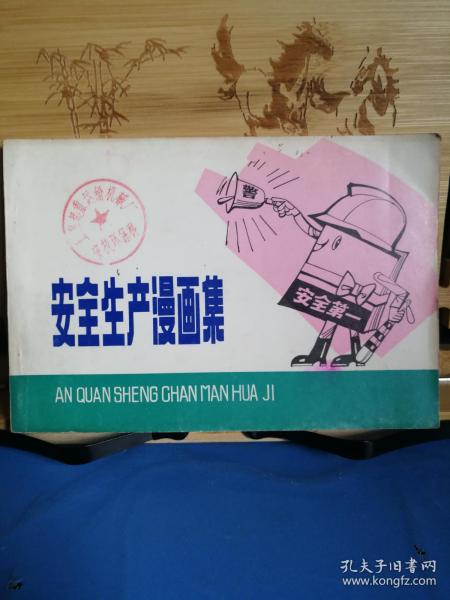 警
安全第一
安全生产漫画集
AN QUAN SHENG CHAN MAN HUA JI
孔夫子旧书网
www.kongfz.com